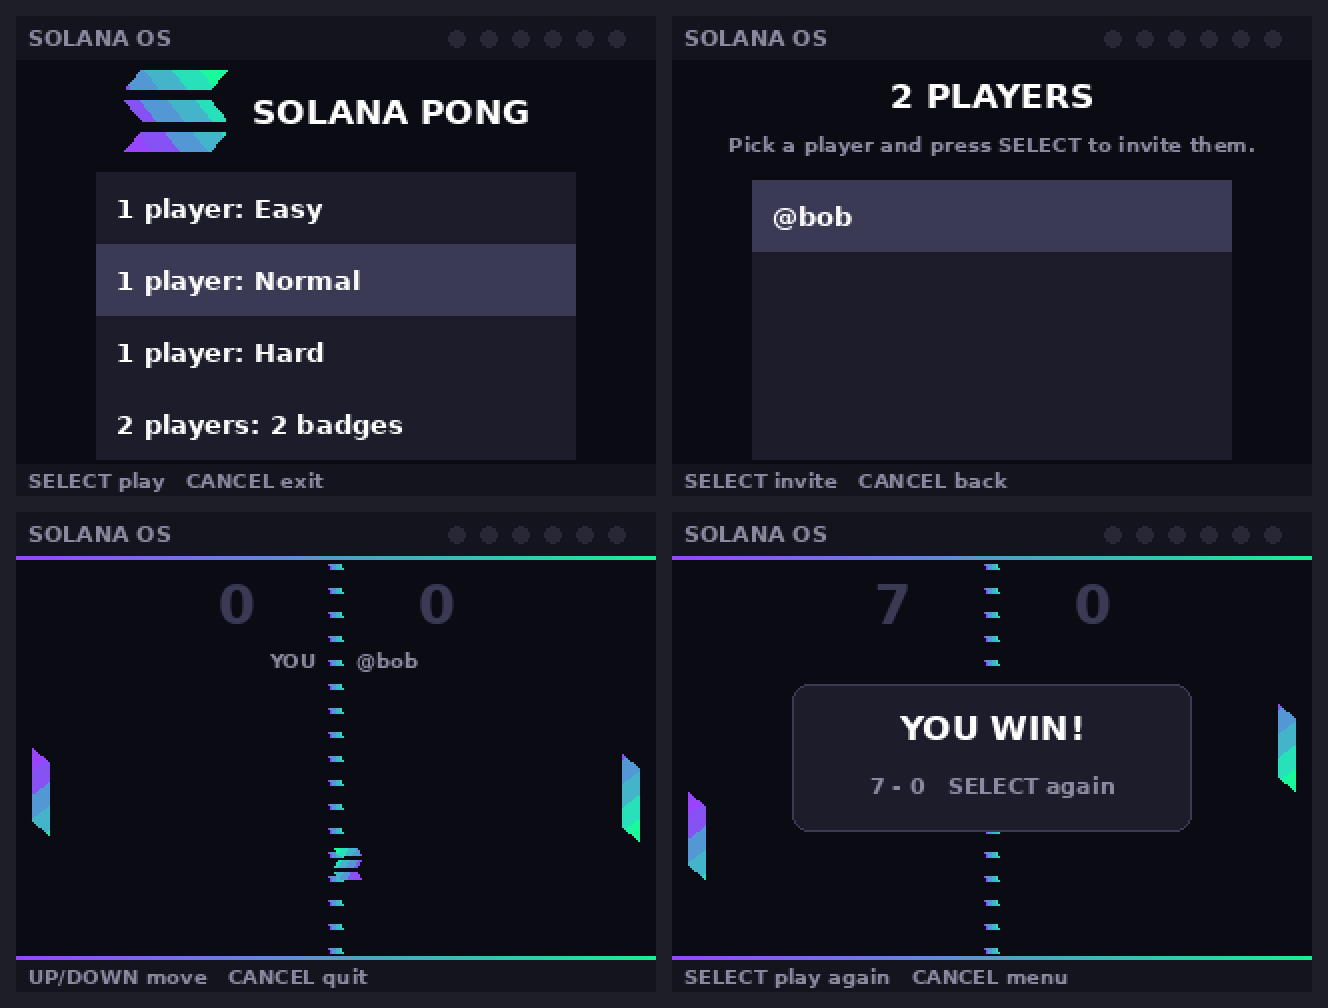 SOLANA OS
SOLANA PONG
1 player: Easy
1 player: Normal
1 player: Hard
2 players: 2 badges
SELECT play CANCEL exit
SOLANA OS
2 PLAYERS
Pick a player and press SELECT to invite them.
@bob
SELECT invite CANCEL back
SOLANA OS
0 0
YOU @bob
UP/DOWN move CANCEL quit
SOLANA OS
7 0
YOU WIN!
7 - 0 SELECT again
SELECT play again CANCEL menu